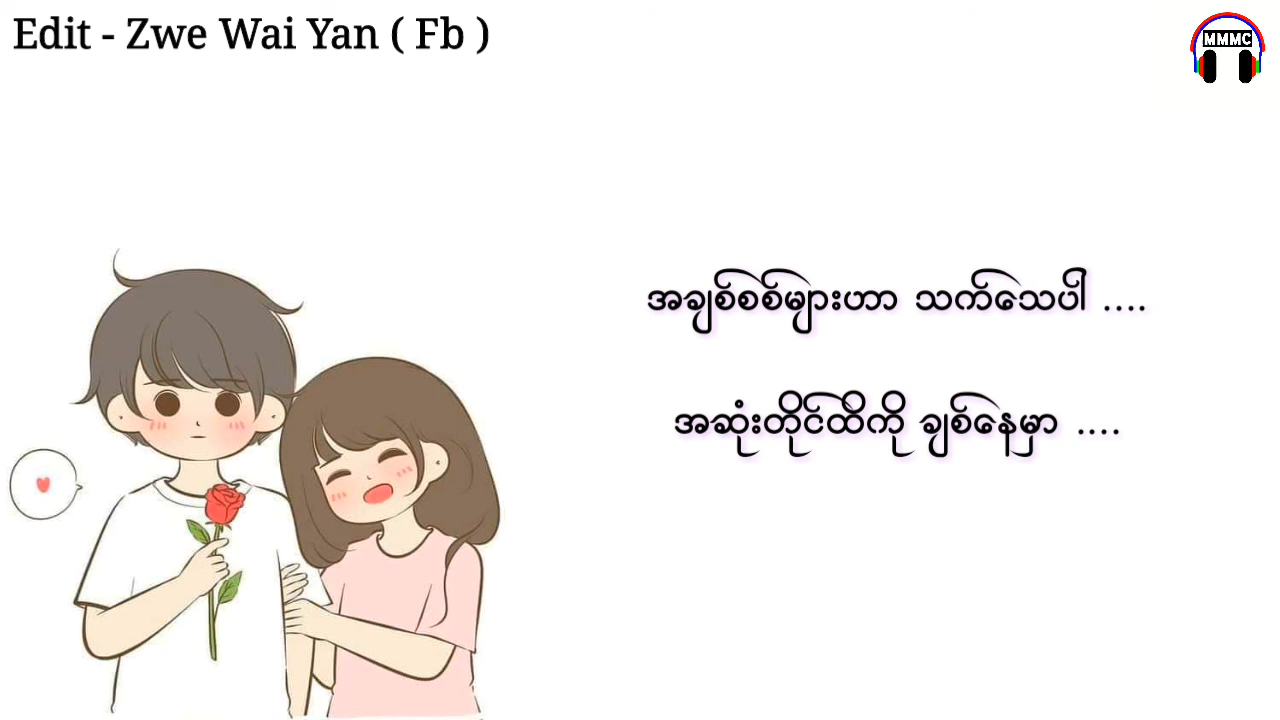 Edit - Zwe Wai Yan ( Fb )
MMMC
အချစ်စစ်များဟာ သက်သေပါ ....
အဆုံးတိုင်ထိကို ချစ်နေမှာ ....